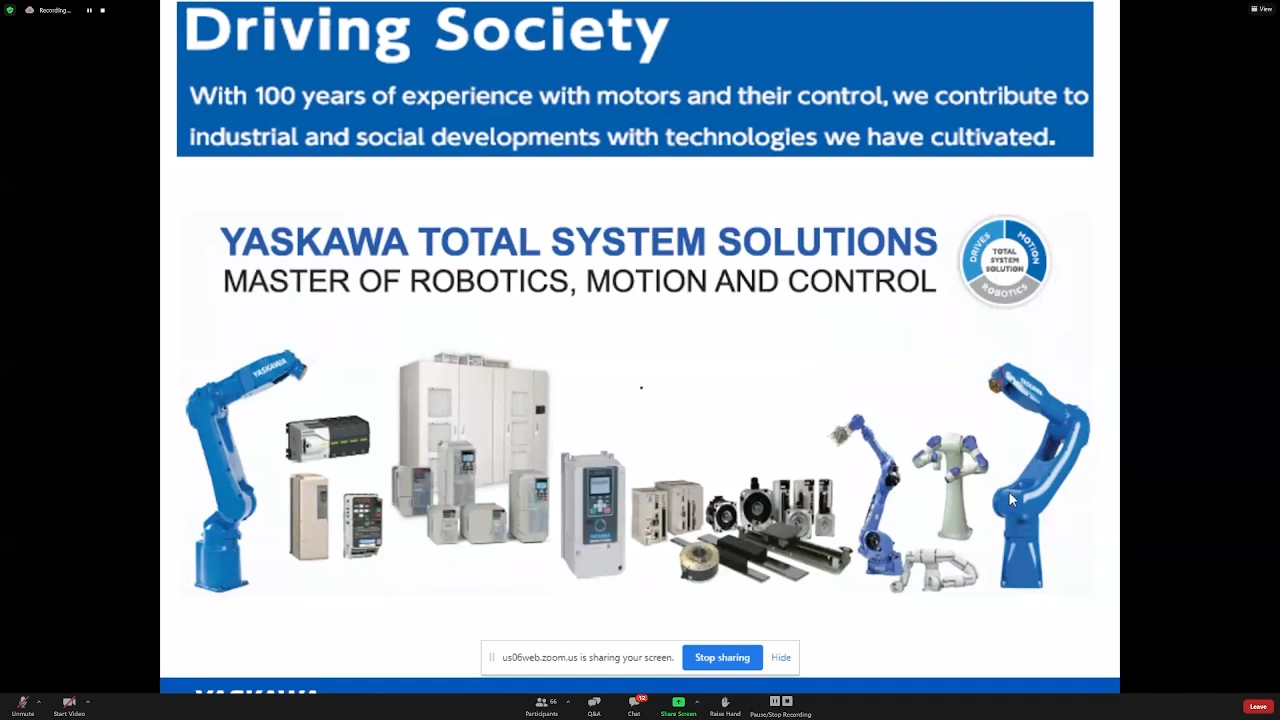 Recording...
View
Driving Society
With 100 years of experience with motors and their control, we contribute to
industrial and social developments with technologies we have cultivated.
YASKAWA TOTAL SYSTEM SOLUTIONS
MASTER OF ROBOTICS, MOTION AND CONTROL
DRIVES
MOTION
TOTAL
SYSTEM
SOLUTION
ROBOTICS
YASKAWA
YASKAWA
us06web.zoom.us is sharing your screen.
Stop sharing
Hide
YASKAWA
Unmute
Start Video
66
Participants
Q&A
Chat
Share Screen
Raise Hand
Pause/Stop Recording
Leave